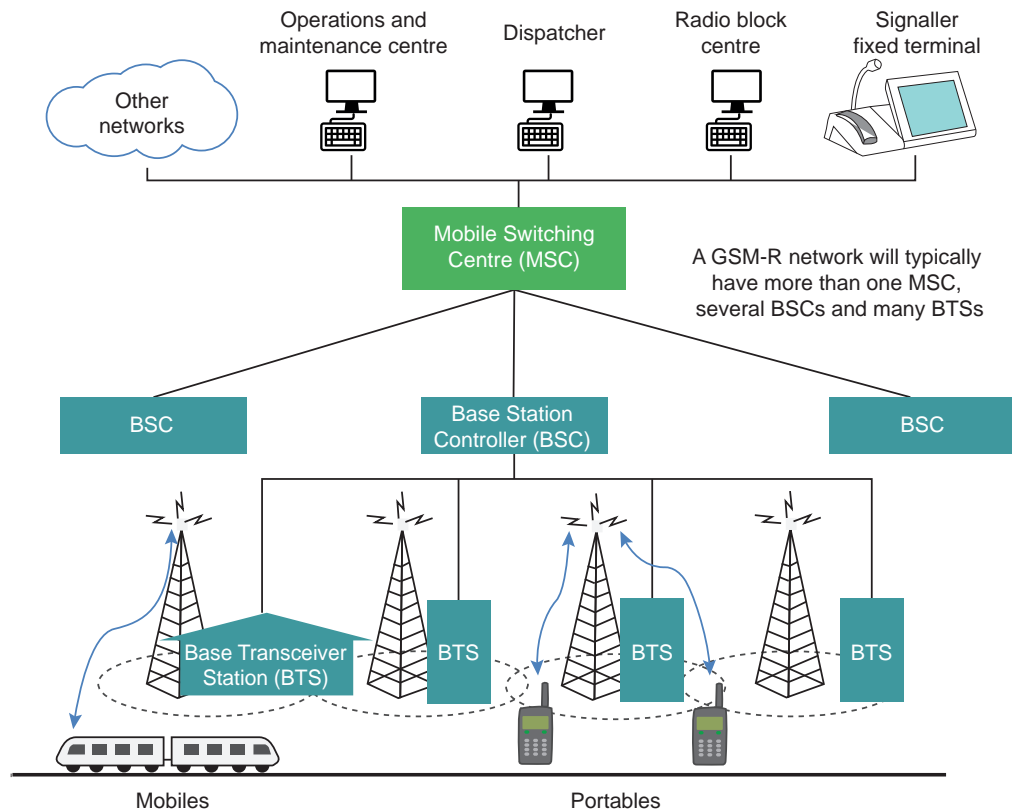 Operations and
maintenance centre
Dispatcher
Radio block
centre
Signaller
fixed terminal
Other
networks
Mobile Switching
Centre (MSC)
A GSM-R network will typically
have more than one MSC,
several BSCs and many BTSs
BSC
Base Station
Controller (BSC)
BSC
Base Transceiver
Station (BTS)
BTS
BTS
BTS
Mobiles
Portables